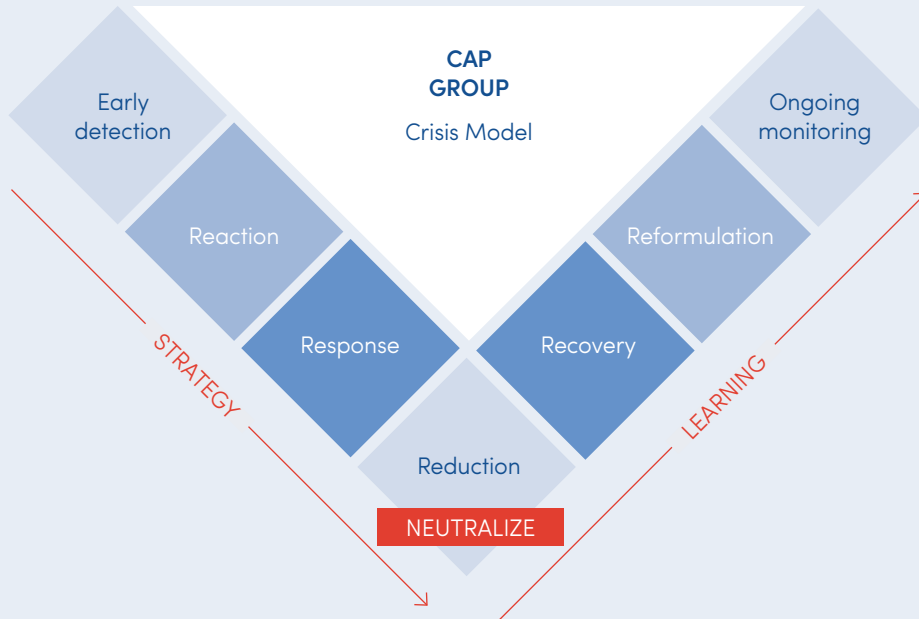 CAP
GROUP
Crisis Model
Early
detection
Reaction
Response
Reduction
NEUTRALIZE
Recovery
Reformulation
Ongoing
monitoring
STRATEGY
LEARNING